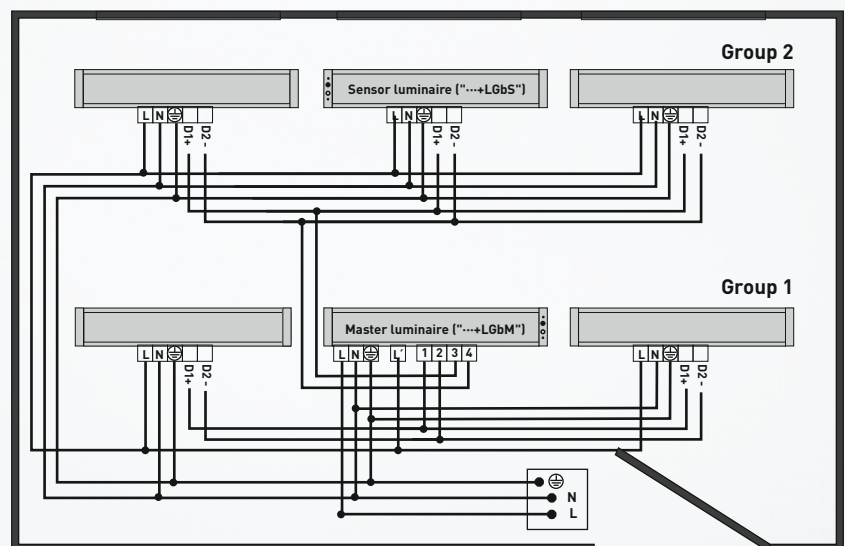 Group 2
Sensor luminaire ("···+LGbS")
L N D1+ D2-
L N D1+ D2-
L N D1+ D2-
Group 1
Master luminaire ("···+LGbM")
L N D1+ D2-
L N L' 1 2 3 4
L N D1+ D2-
N
L